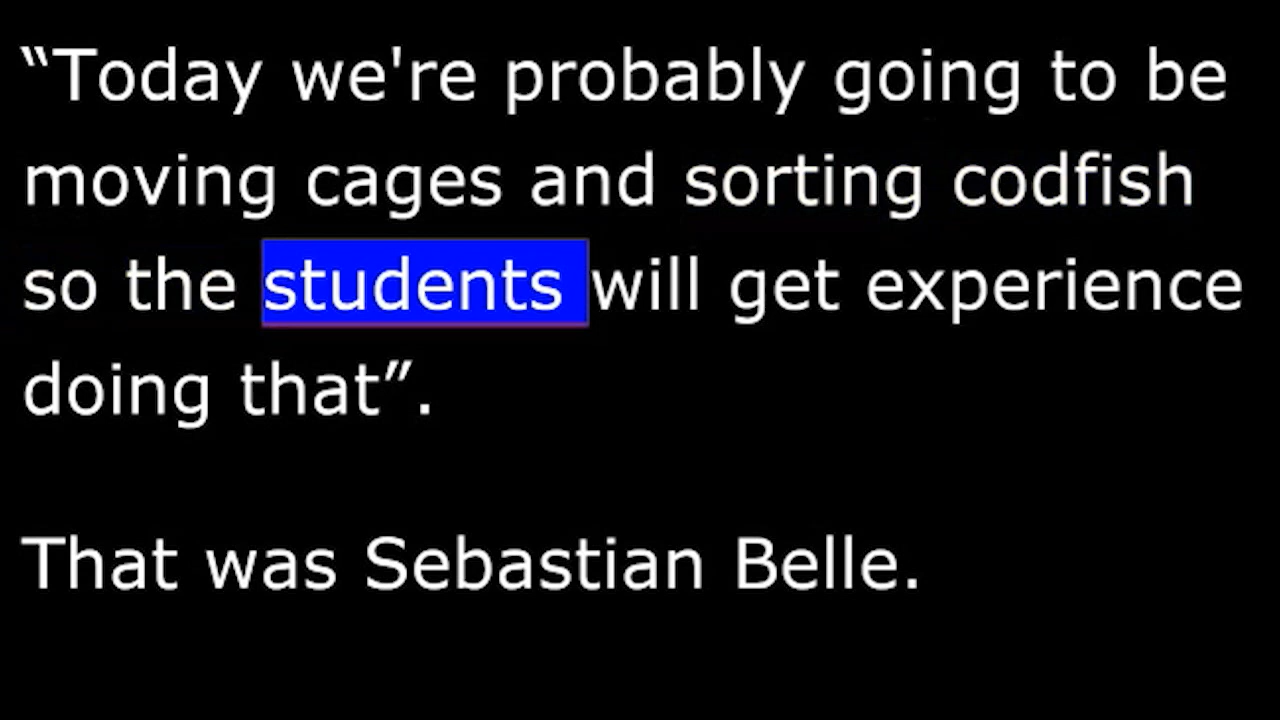 “Today we're probably going to be
moving cages and sorting codfish
so the students will get experience
doing that”.
That was Sebastian Belle.